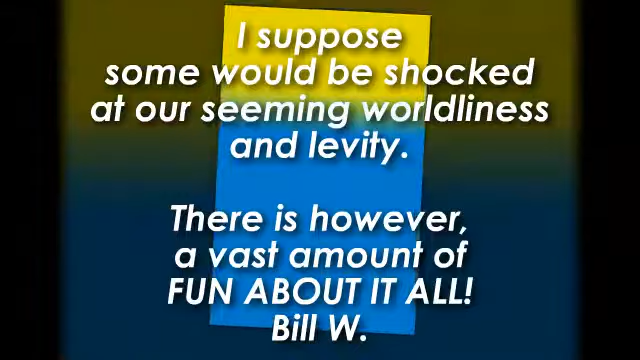 I suppose
some would be shocked
at our seeming worldliness
and levity.
There is however,
a vast amount of
FUN ABOUT IT ALL!
Bill W.